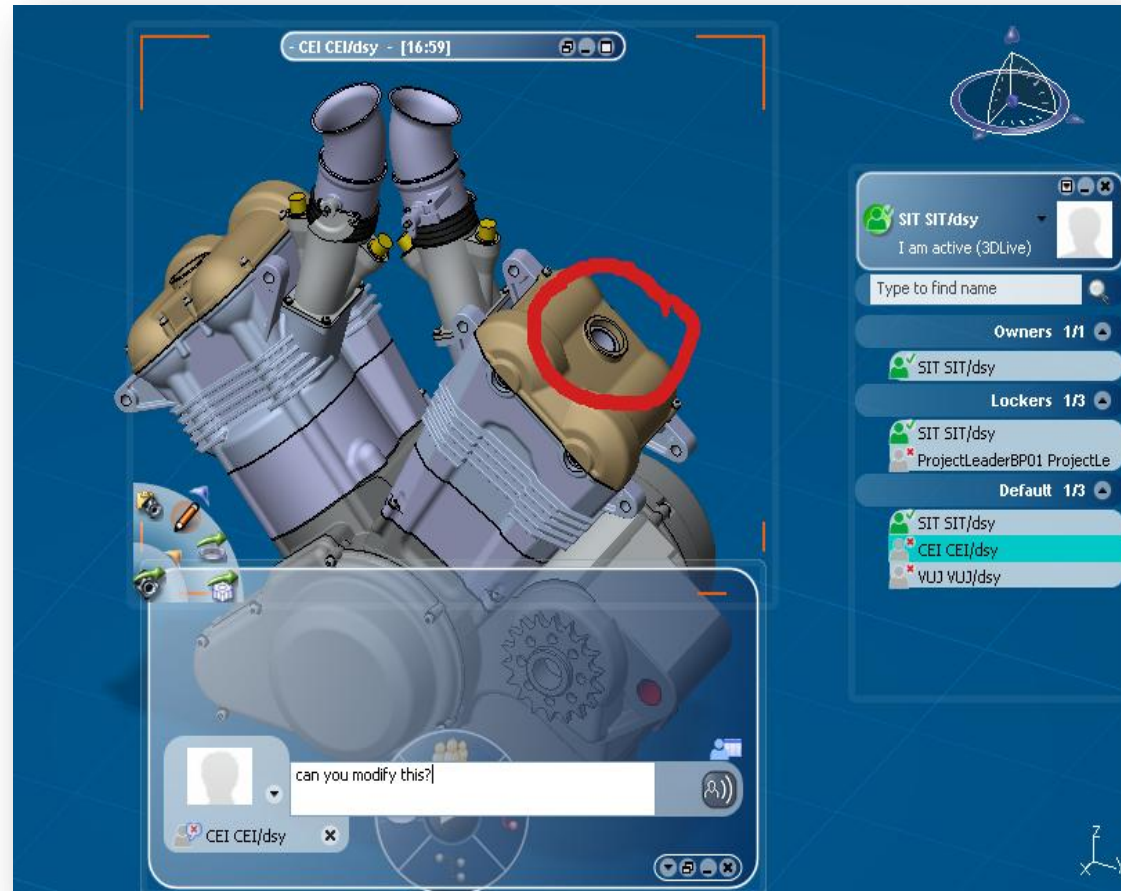 - CEI CEI/dsy - [16:59]
SIT SIT/dsy
I am active (3DLive)
Type to find name
Owners 1/1
SIT SIT/dsy
Lockers 1/3
SIT SIT/dsy
ProjectLeaderBP01 ProjectLe
Default 1/3
SIT SIT/dsy
CEI CEI/dsy
VUJ VUJ/dsy
can you modify this?
CEI CEI/dsy
z
x